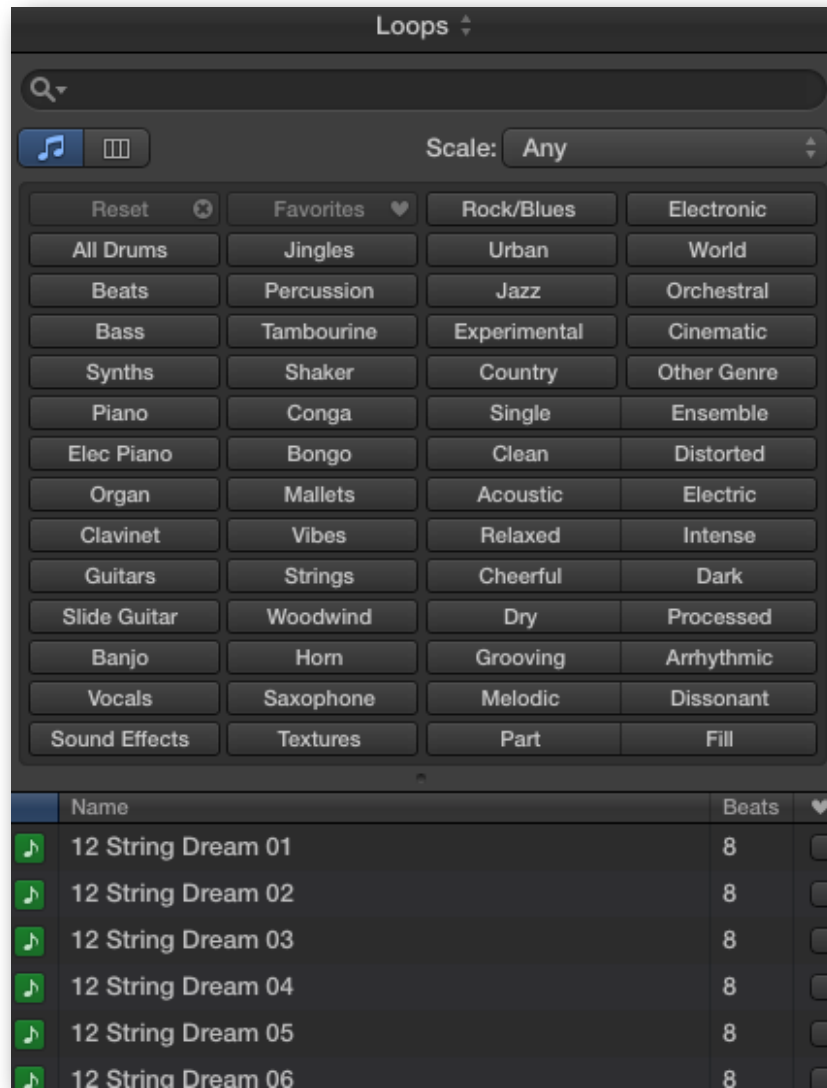 Loops
Scale: Any
Reset Favorites Rock/Blues Electronic
All Drums Jingles Urban World
Beats Percussion Jazz Orchestral
Bass Tambourine Experimental Cinematic
Synths Shaker Country Other Genre
Piano Conga Single Ensemble
Elec Piano Bongo Clean Distorted
Organ Mallets Acoustic Electric
Clavinet Vibes Relaxed Intense
Guitars Strings Cheerful Dark
Slide Guitar Woodwind Dry Processed
Banjo Horn Grooving Arrhythmic
Vocals Saxophone Melodic Dissonant
Sound Effects Textures Part Fill
Name Beats
12 String Dream 01 8
12 String Dream 02 8
12 String Dream 03 8
12 String Dream 04 8
12 String Dream 05 8
12 String Dream 06 8